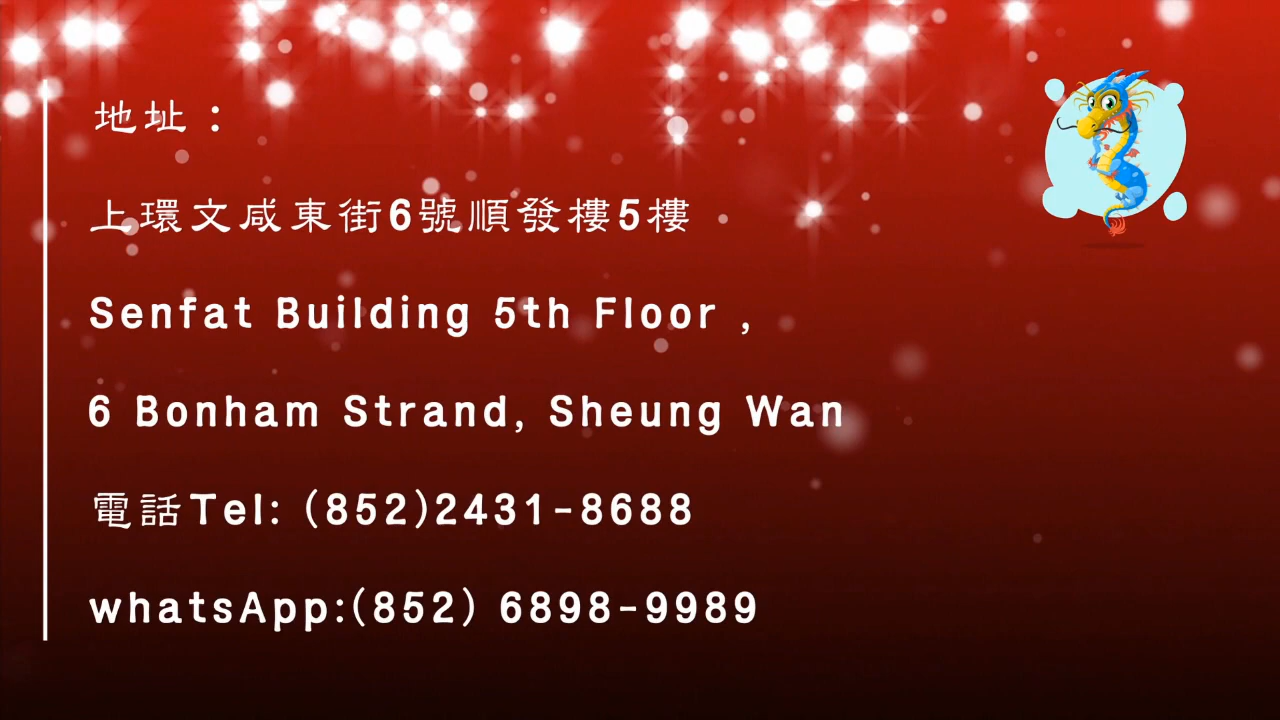 地址：
上環文咸東街6號順發樓5樓
Senfat Building 5th Floor ,
6 Bonham Strand, Sheung Wan
電話Tel: (852)2431-8688
whatsApp:(852) 6898-9989